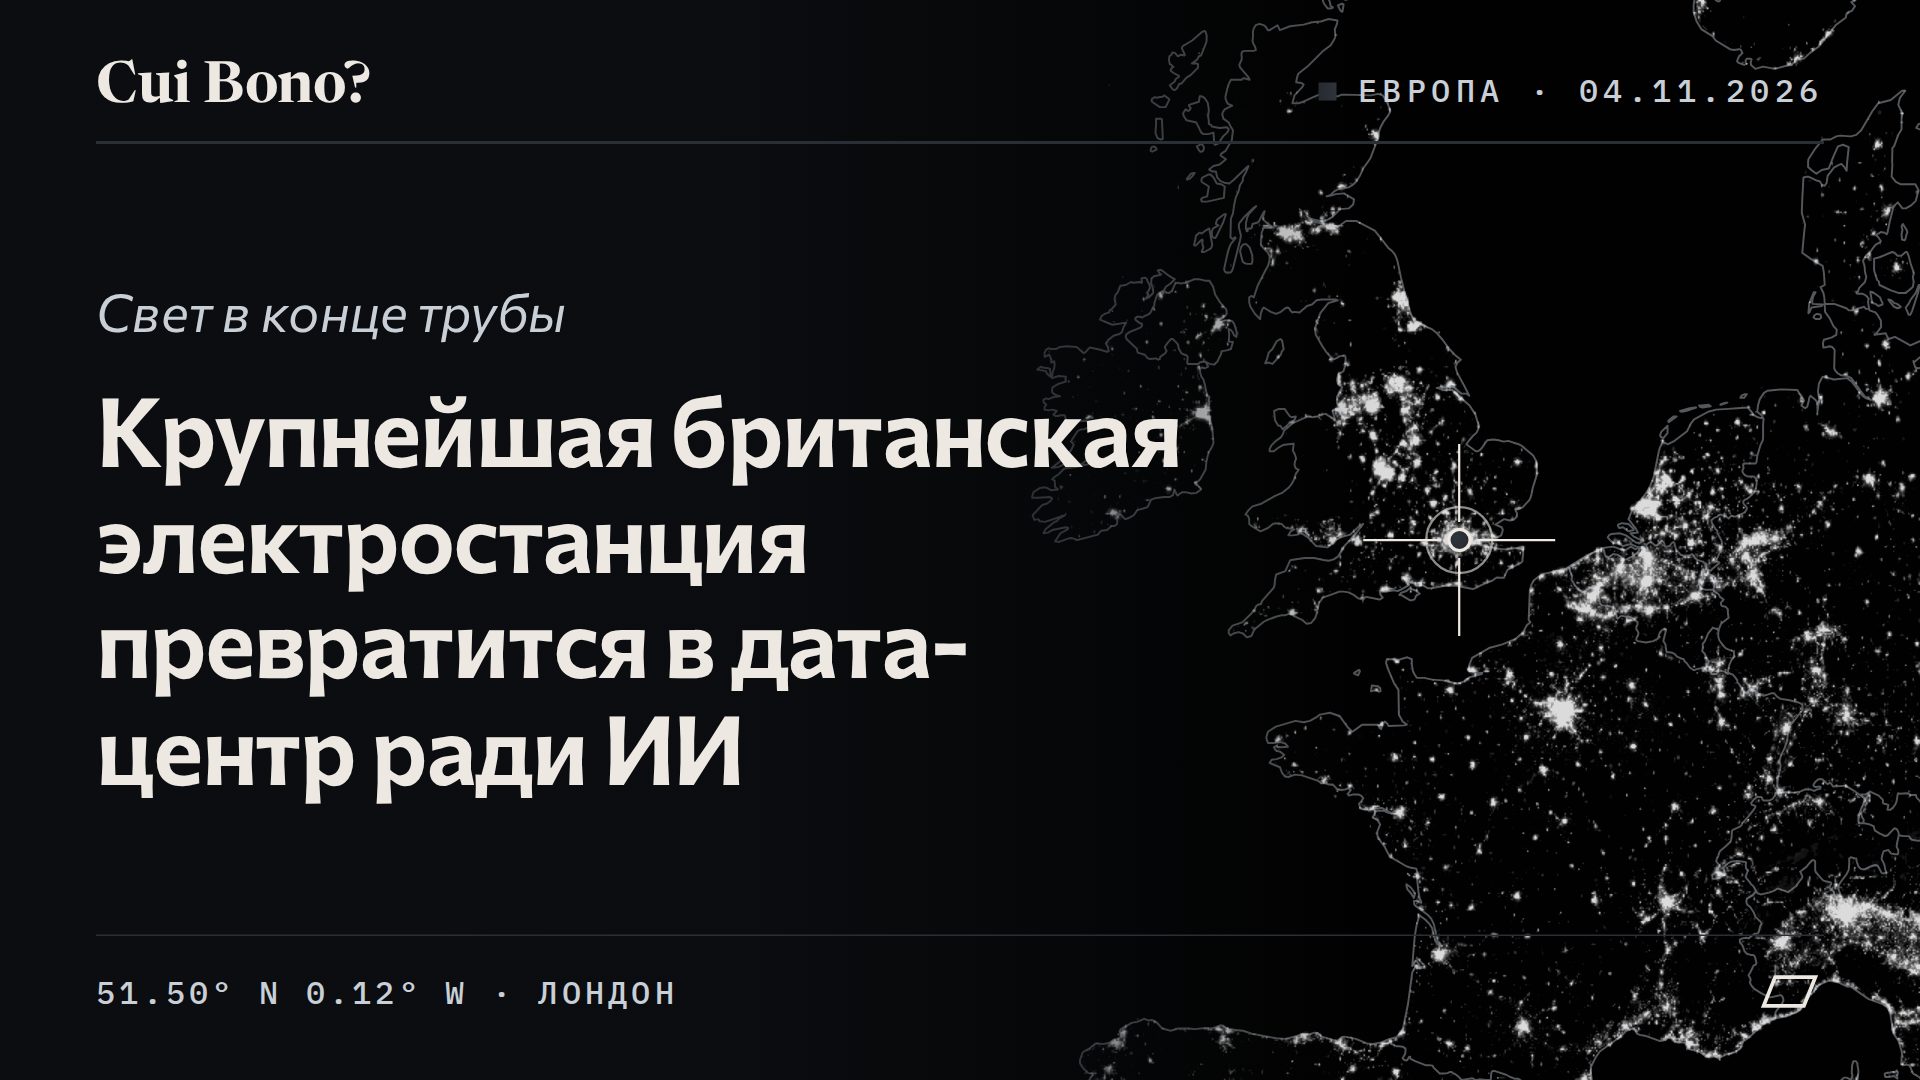 Cui Bono?
ЕВРОПА · 04.11.2026
Свет в конце трубы
Крупнейшая британская
электростанция
превратится в дата-
центр ради ИИ
51.50° N 0.12° W · ЛОНДОН